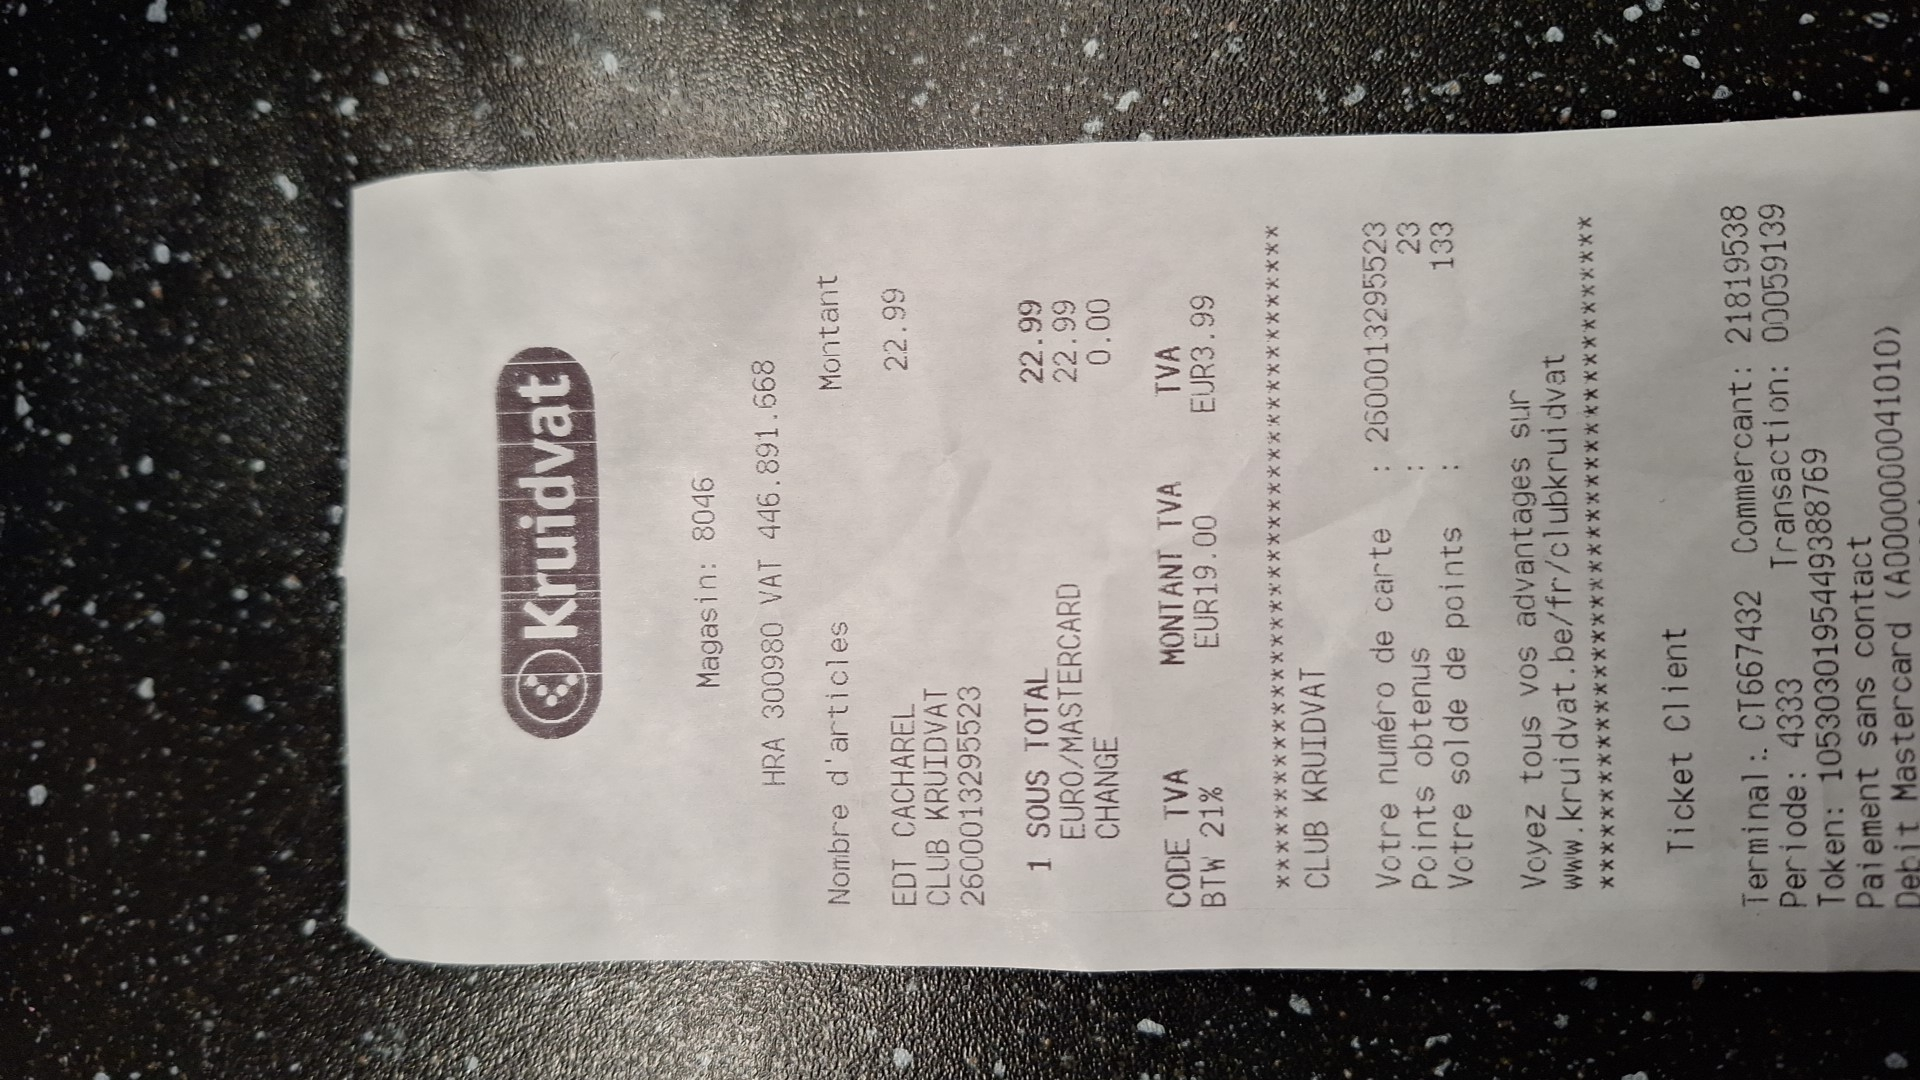 Kruidvat
Magasin: 8046
HRA 300980 VAT 446.891.668
Nombre d'articles Montant
EDT CACHAREL 22.99
CLUB KRUIDVAT
2600013295523
1 SOUS TOTAL 22.99
EURO/MASTERCARD 22.99
CHANGE 0.00
CODE TVA MONTANT TVA TVA
BTW 21% EUR19.00 EUR3.99
******************************************
CLUB KRUIDVAT
Votre numéro de carte : 2600013295523
Points obtenus : 23
Votre solde de points : 133
Voyez tous vos advantages sur
www.kruidvat.be/fr/clubkruidvat
******************************************
Ticket Client
Terminal:. CT667432 Commercant: 21819538
Periode: 4333 Transaction: 00059139
Token: 1053030195449388769
Paiement sans contact
Debit Mastercard (A0000000041010)